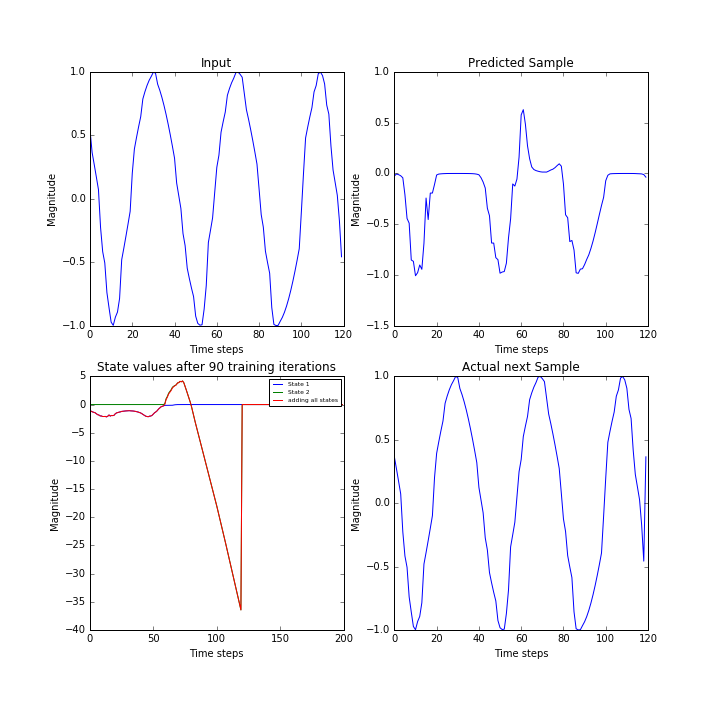 Input
Magnitude
1.0
0.5
0.0
−0.5
−1.0
0 20 40 60 80 100 120
Time steps
Predicted Sample
Magnitude
1.0
0.5
0.0
−0.5
−1.0
−1.5
0 20 40 60 80 100 120
Time steps
State values after 90 training iterations
Magnitude
5
0
−5
−10
−15
−20
−25
−30
−35
−40
0 50 100 150 200
Time steps
State 1
State 2
adding all states
Actual next Sample
Magnitude
1.0
0.5
0.0
−0.5
−1.0
0 20 40 60 80 100 120
Time steps